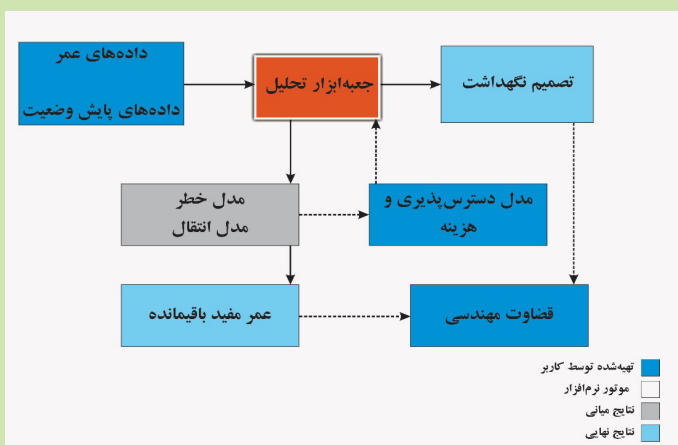 داده‌های عمر
داده‌های پایش وضعیت
جعبه‌ابزار تحلیل
تصمیم نگهداشت
مدل خطر
مدل انتقال
مدل دسترس‌پذیری و
هزینه
عمر مفید باقیمانده
قضاوت مهندسی
تهیه‌شده توسط کاربر
موتور نرم‌افزار
نتایج میانی
نتایج نهایی